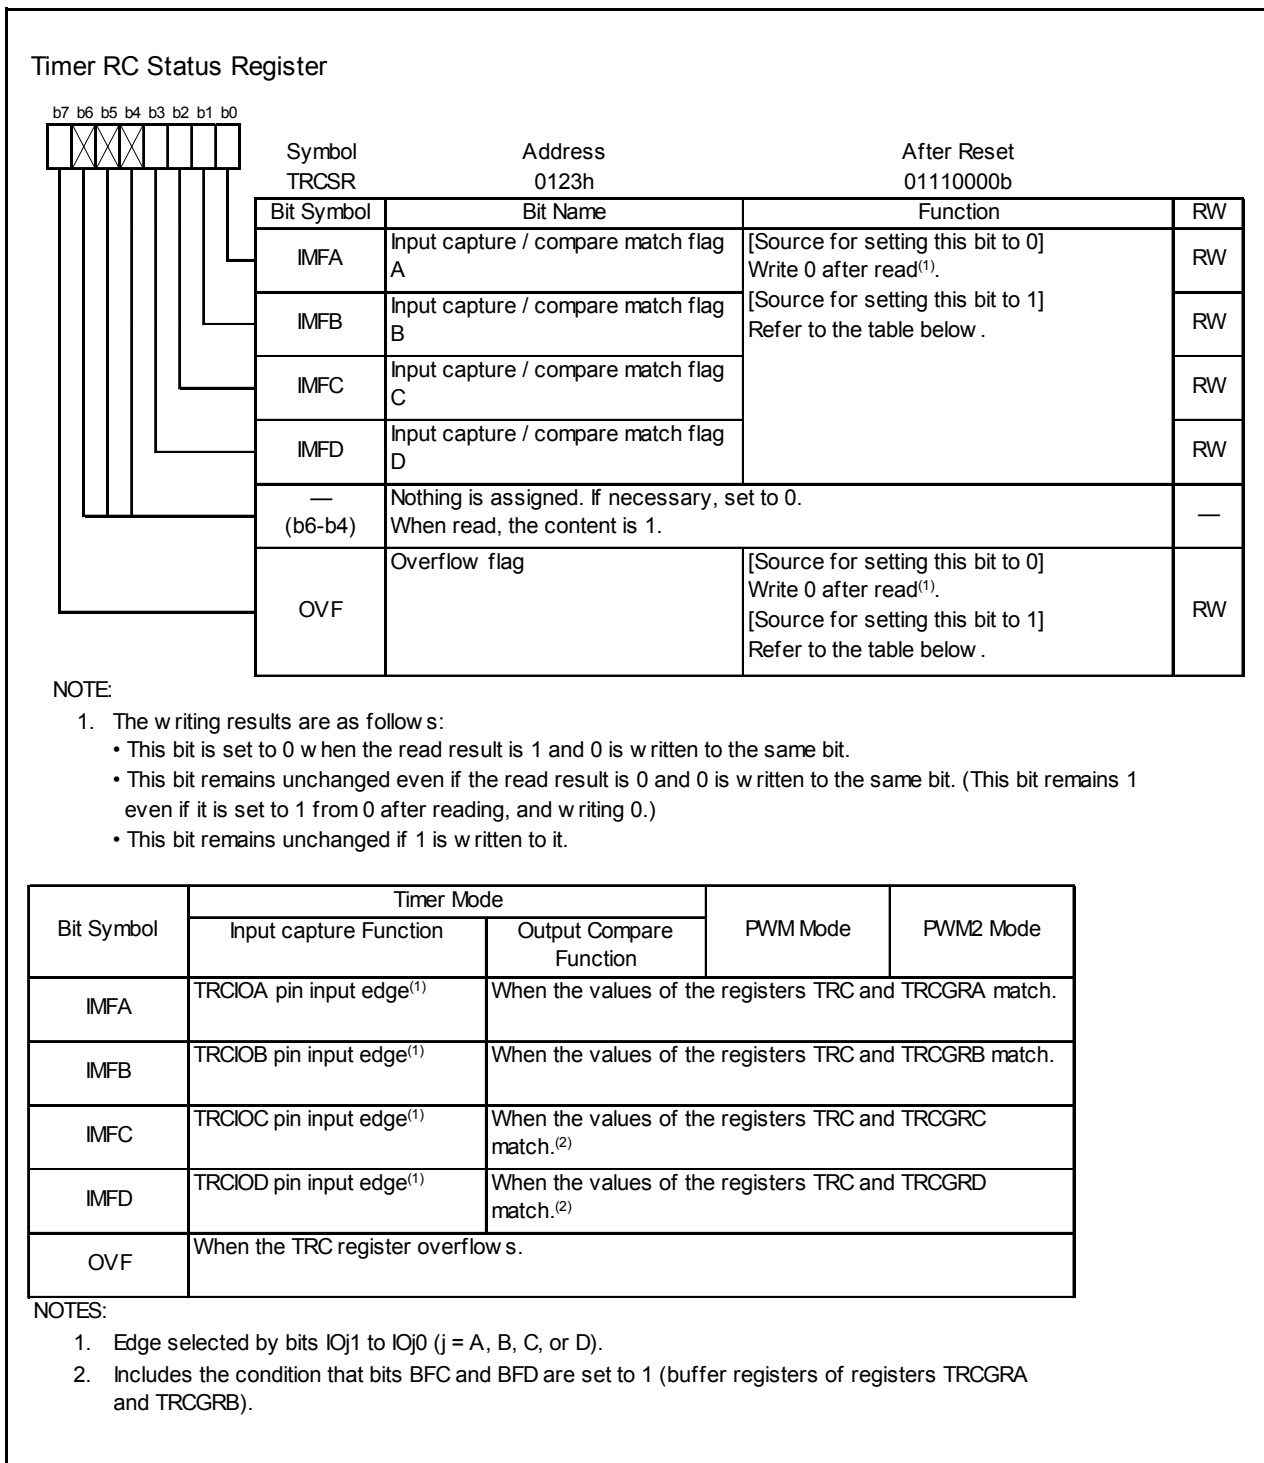 Timer RC Status Register
b7 b6 b5 b4 b3 b2 b1 b0
Symbol Address After Reset
TRCSR 0123h 01110000b
Bit Symbol Bit Name Function RW
IMFA Input capture / compare match flag A [Source for setting this bit to 0] RW
Write 0 after read(1).
[Source for setting this bit to 1]
Refer to the table below.
IMFB Input capture / compare match flag B RW
IMFC Input capture / compare match flag C RW
IMFD Input capture / compare match flag D RW
— (b6-b4) Nothing is assigned. If necessary, set to 0. —
When read, the content is 1.
OVF Overflow flag [Source for setting this bit to 0] RW
Write 0 after read(1).
[Source for setting this bit to 1]
Refer to the table below.
NOTE:
1. The writing results are as follows:
• This bit is set to 0 when the read result is 1 and 0 is written to the same bit.
• This bit remains unchanged even if the read result is 0 and 0 is written to the same bit. (This bit remains 1
even if it is set to 1 from 0 after reading, and writing 0.)
• This bit remains unchanged if 1 is written to it.
Bit Symbol Timer Mode PWM Mode PWM2 Mode
Input capture Function Output Compare Function
IMFA TRCIOA pin input edge(1) When the values of the registers TRC and TRCGRA match.
IMFB TRCIOB pin input edge(1) When the values of the registers TRC and TRCGRB match.
IMFC TRCIOC pin input edge(1) When the values of the registers TRC and TRCGRC
match.(2)
IMFD TRCIOD pin input edge(1) When the values of the registers TRC and TRCGRD
match.(2)
OVF When the TRC register overflows.
NOTES:
1. Edge selected by bits IOj1 to IOj0 (j = A, B, C, or D).
2. Includes the condition that bits BFC and BFD are set to 1 (buffer registers of registers TRCGRA
and TRCGRB).